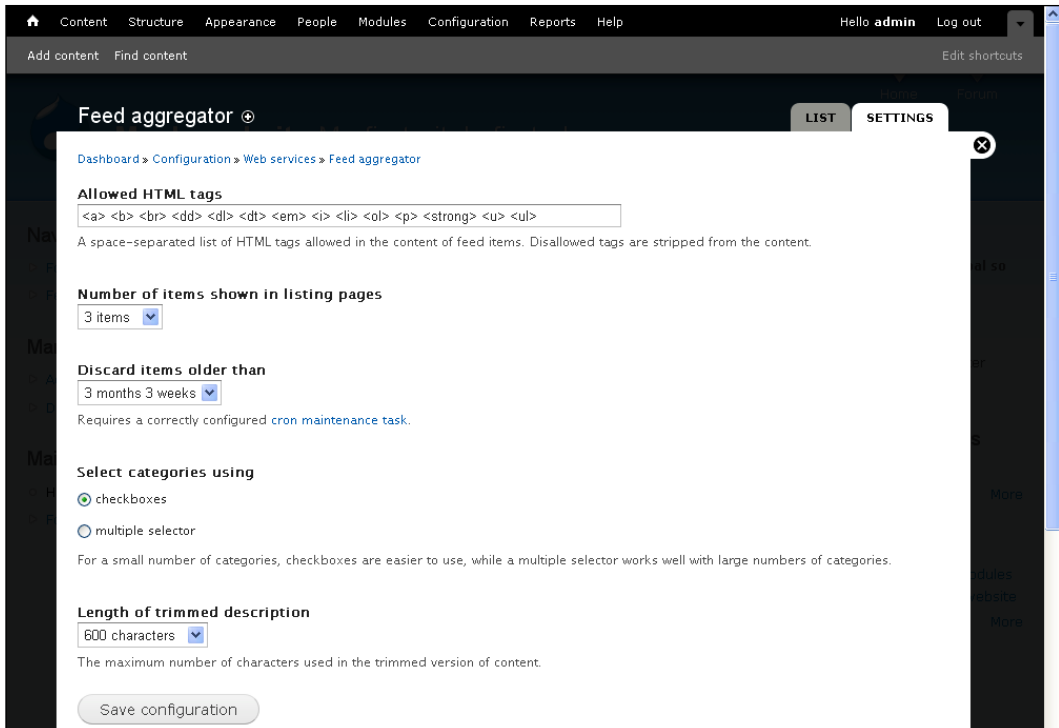 Content Structure Appearance People Modules Configuration Reports Help Hello admin Log out
Add content Find content Edit shortcuts
Home Forum
Feed aggregator LIST SETTINGS
Dashboard » Configuration » Web services » Feed aggregator
Allowed HTML tags
<a> <b> <br> <dd> <dl> <dt> <em> <i> <li> <ol> <p> <strong> <u> <ul>
A space-separated list of HTML tags allowed in the content of feed items. Disallowed tags are stripped from the content.
Number of items shown in listing pages
3 items
Discard items older than
3 months 3 weeks
Requires a correctly configured cron maintenance task.
Select categories using
checkboxes
More
multiple selector
For a small number of categories, checkboxes are easier to use, while a multiple selector works well with large numbers of categories.
Length of trimmed description
More
600 characters
The maximum number of characters used in the trimmed version of content.
Save configuration